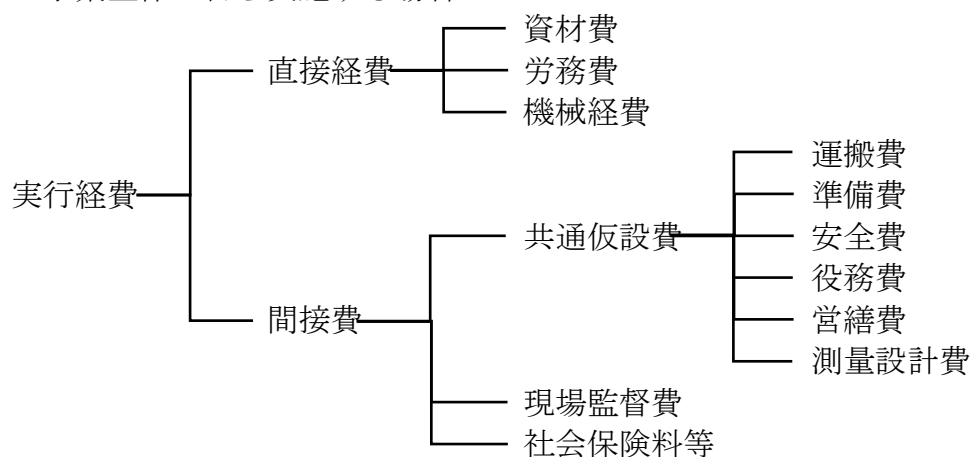 資材費
直接経費
労務費
機械経費
運搬費
実行経費
準備費
共通仮設費
安全費
役務費
間接費
営繕費
測量設計費
現場監督費
社会保険料等